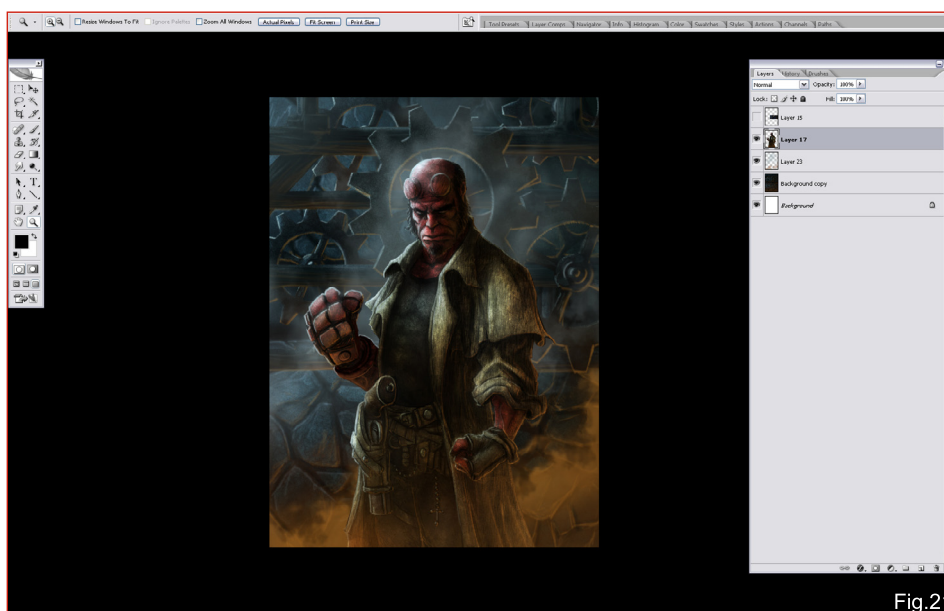 Resize Windows To Fit Ignore Palettes Zoom All Windows Actual Pixels Fit Screen Print Size
Tool Presets Layer Comps Navigator Info Histogram Color Swatches Styles Actions Channels Paths
Layers History Brushes
Normal Opacity: 100%
Lock: Fill: 100%
Layer 15
Layer 17
Layer 23
Background copy
Background
T